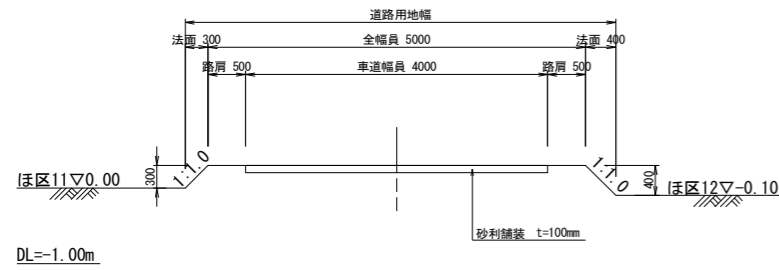 道路用地幅
法面 300
全幅員 5000
法面 400
路肩 500
車道幅員 4000
路肩 500
1:1.0
300
1:1.0
400
ほ区11▽0.00
ほ区12▽-0.10
砂利舗装 t=100mm
DL=-1.00m